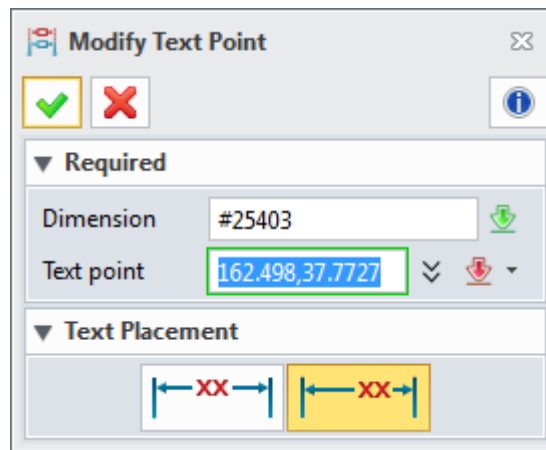 Modify Text Point
Required
Dimension #25403
Text point 162.498,37.7727
Text Placement
XX XX